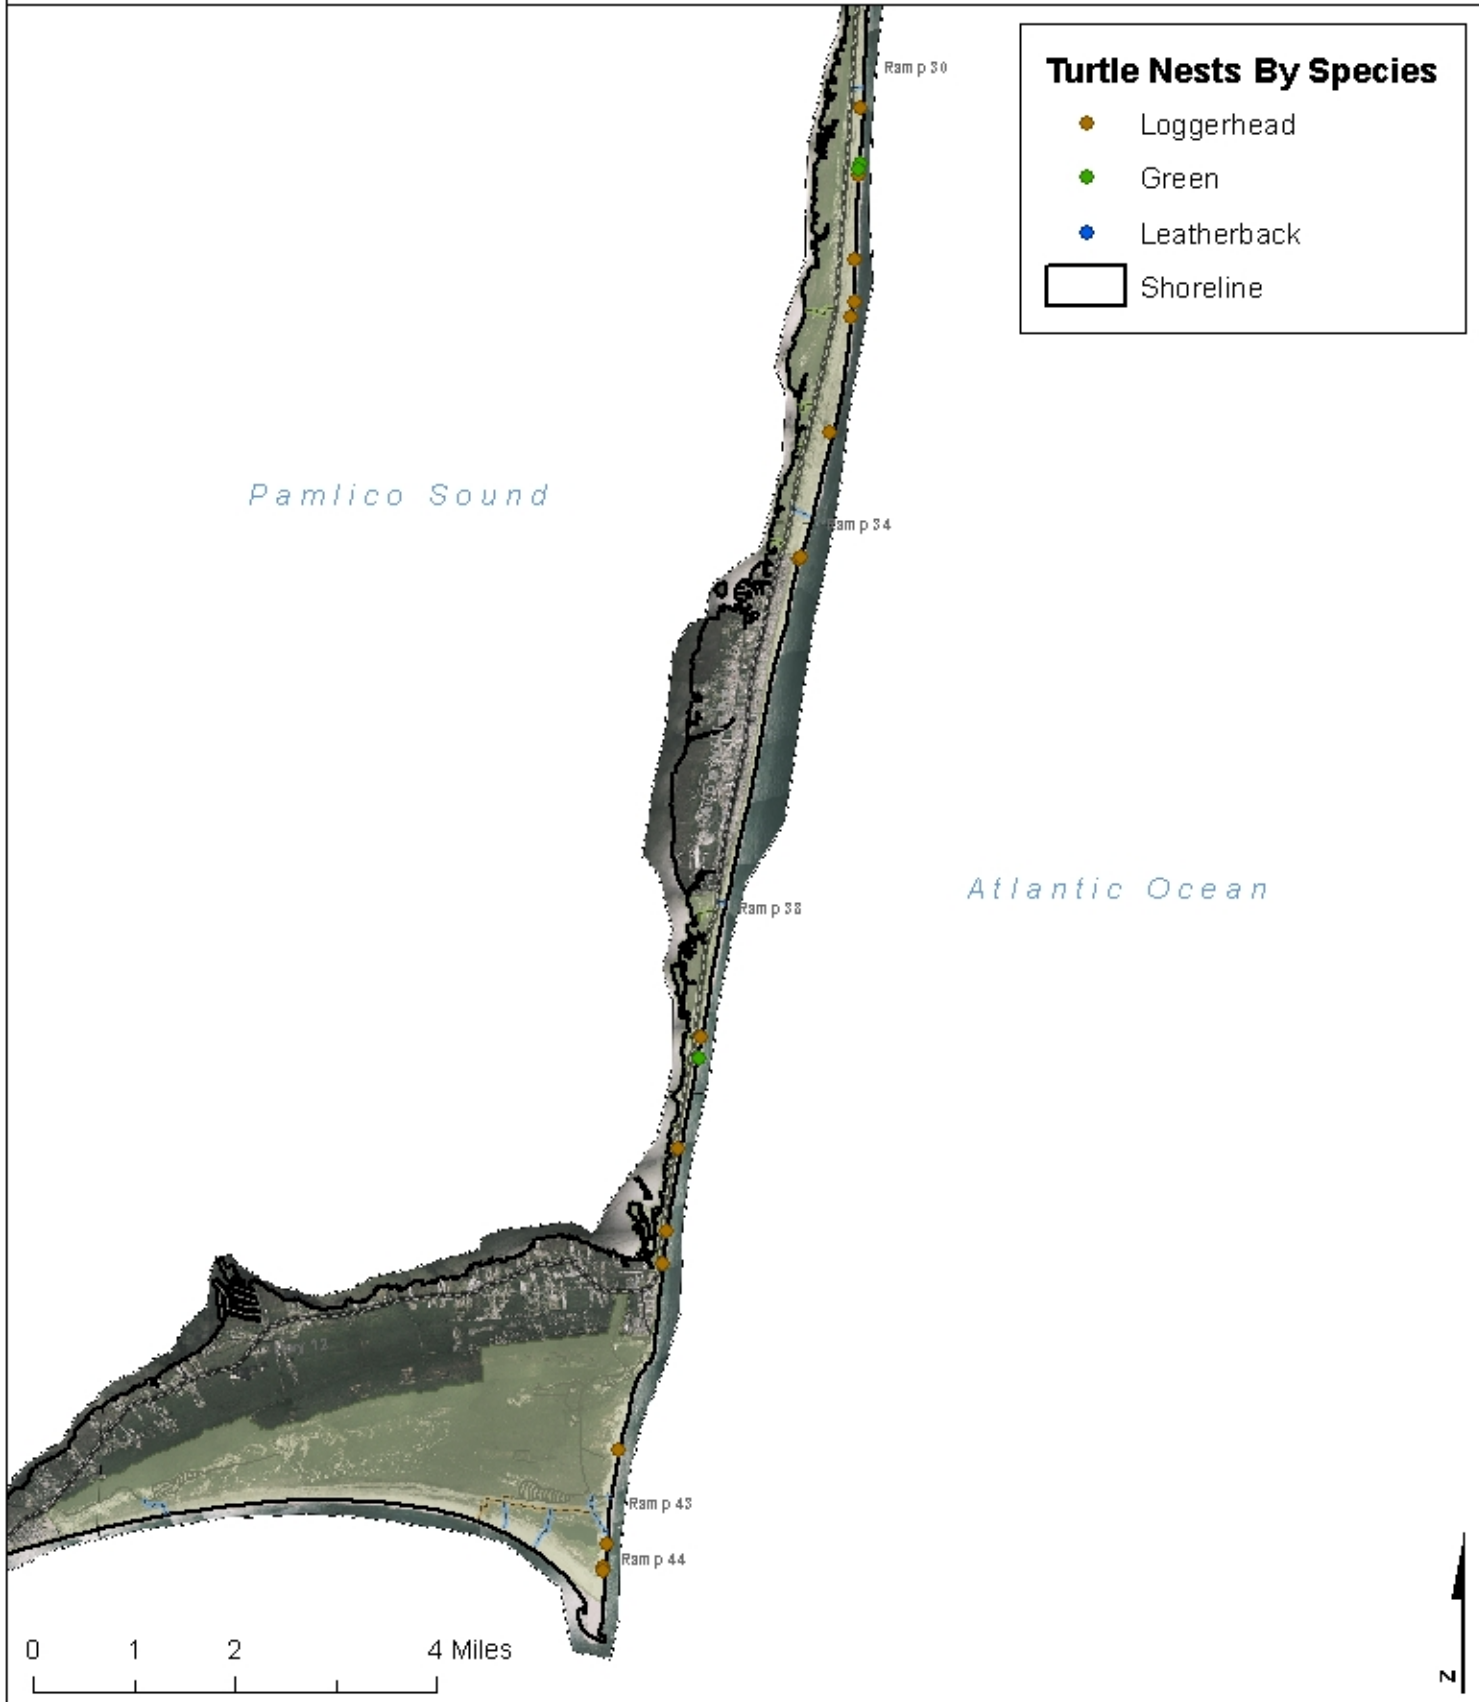 Ramp 30
Turtle Nests By Species
Loggerhead
Green
Leatherback
Shoreline
Pamlico Sound
Ramp 34
Atlantic Ocean
Ramp 38
Ramp 43
Ramp 44
0 1 2 4 Miles
N